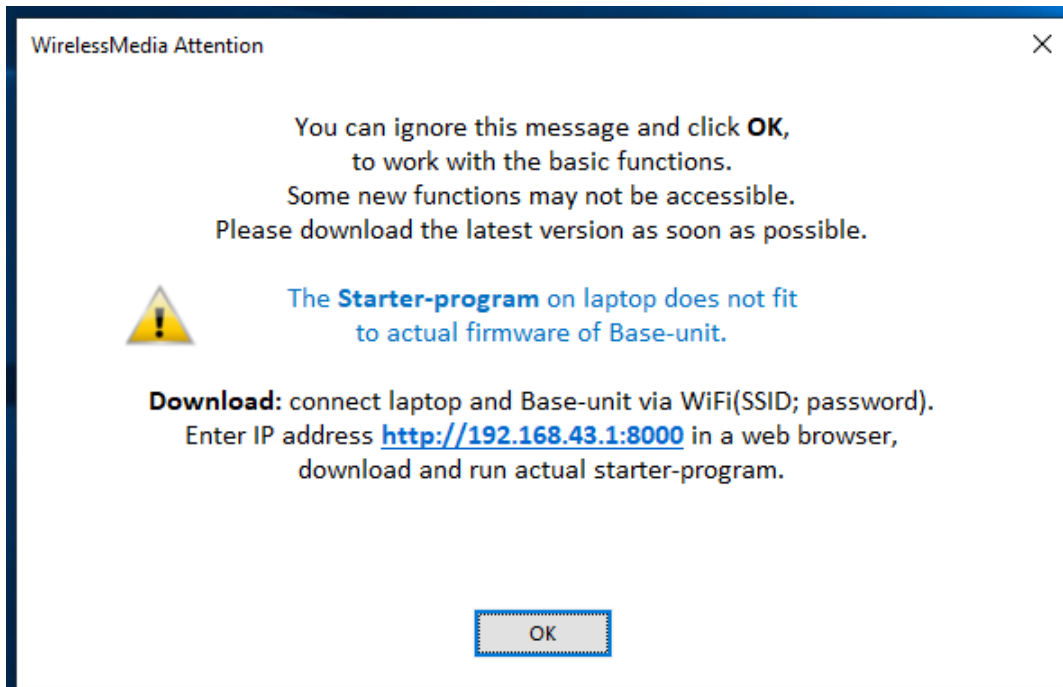 WirelessMedia Attention
You can ignore this message and click OK,
to work with the basic functions.
Some new functions may not be accessible.
Please download the latest version as soon as possible.
The Starter-program on laptop does not fit
to actual firmware of Base-unit.
Download: connect laptop and Base-unit via WiFi(SSID; password).
Enter IP address http://192.168.43.1:8000 in a web browser,
download and run actual starter-program.
OK